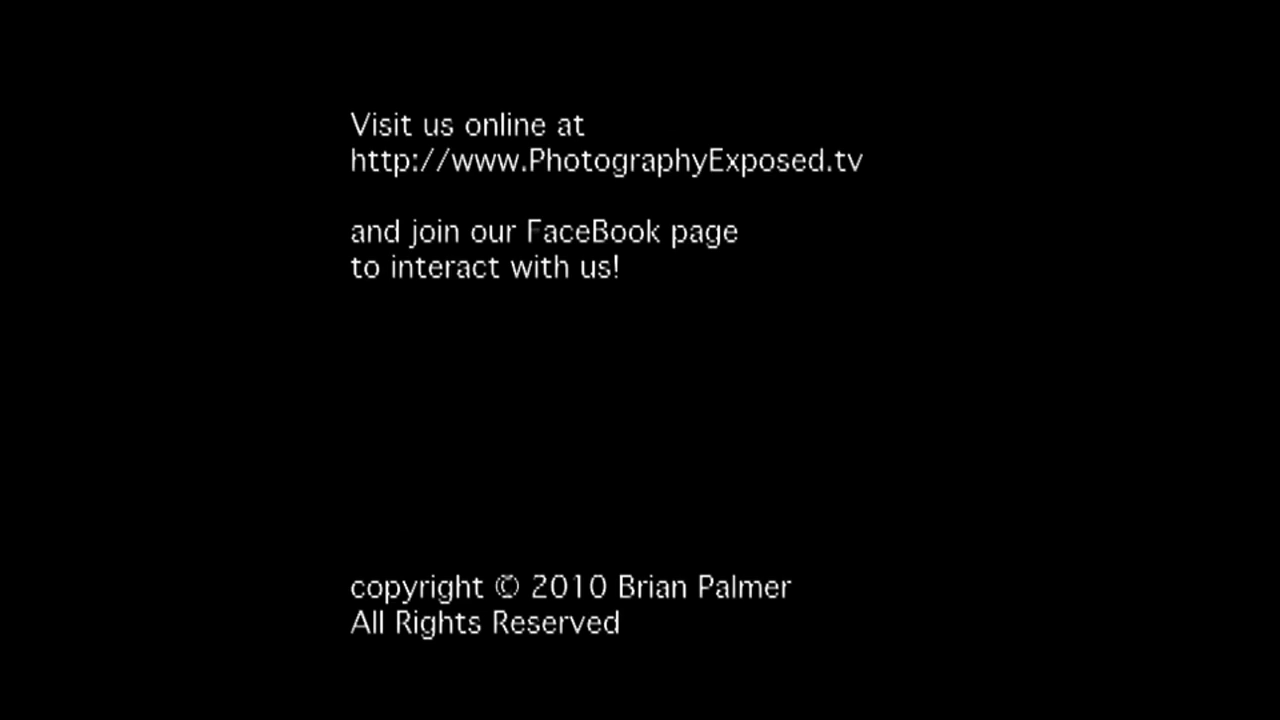 Visit us online at
http://www.PhotographyExposed.tv
and join our FaceBook page
to interact with us!
copyright © 2010 Brian Palmer
All Rights Reserved